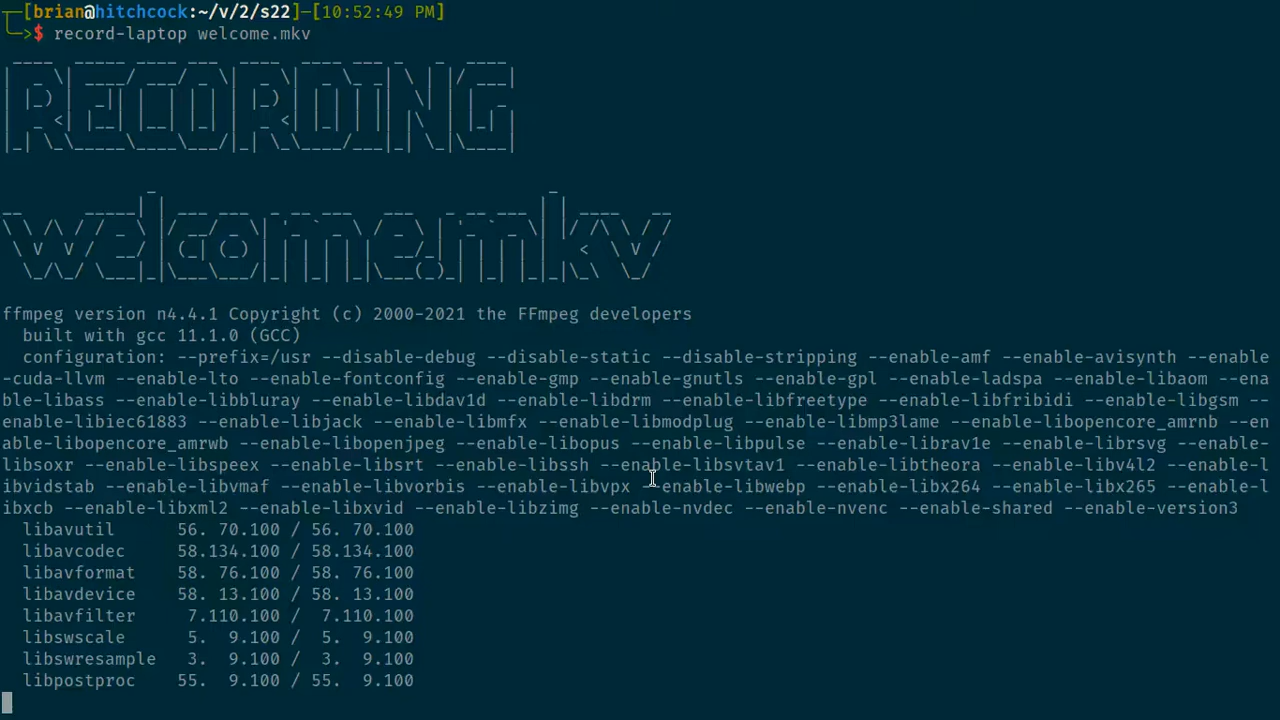 ┬─[brian@hitchcock:~/v/2/s22]─[10:52:49 PM]
╰─>$ record-laptop welcome.mkv
RECORDING
welcome.mkv
ffmpeg version n4.4.1 Copyright (c) 2000-2021 the FFmpeg developers
  built with gcc 11.1.0 (GCC)
  configuration: --prefix=/usr --disable-debug --disable-static --disable-stripping --enable-amf --enable-avisynth --enable
-cuda-llvm --enable-lto --enable-fontconfig --enable-gmp --enable-gnutls --enable-gpl --enable-ladspa --enable-libaom --ena
ble-libass --enable-libbluray --enable-libdav1d --enable-libdrm --enable-libfreetype --enable-libfribidi --enable-libgsm --
enable-libiec61883 --enable-libjack --enable-libmfx --enable-libmodplug --enable-libmp3lame --enable-libopencore_amrnb --en
able-libopencore_amrwb --enable-libopenjpeg --enable-libopus --enable-libpulse --enable-librav1e --enable-librsvg --enable-
libsoxr --enable-libspeex --enable-libsrt --enable-libssh --enable-libsvtav1 --enable-libtheora --enable-libv4l2 --enable-l
ibvidstab --enable-libvmaf --enable-libvorbis --enable-libvpx --enable-libwebp --enable-libx264 --enable-libx265 --enable-l
ibxcb --enable-libxml2 --enable-libxvid --enable-libzimg --enable-nvdec --enable-nvenc --enable-shared --enable-version3
  libavutil      56. 70.100 / 56. 70.100
  libavcodec     58.134.100 / 58.134.100
  libavformat    58. 76.100 / 58. 76.100
  libavdevice    58. 13.100 / 58. 13.100
  libavfilter     7.110.100 /  7.110.100
  libswscale      5.  9.100 /  5.  9.100
  libswresample   3.  9.100 /  3.  9.100
  libpostproc    55.  9.100 / 55.  9.100